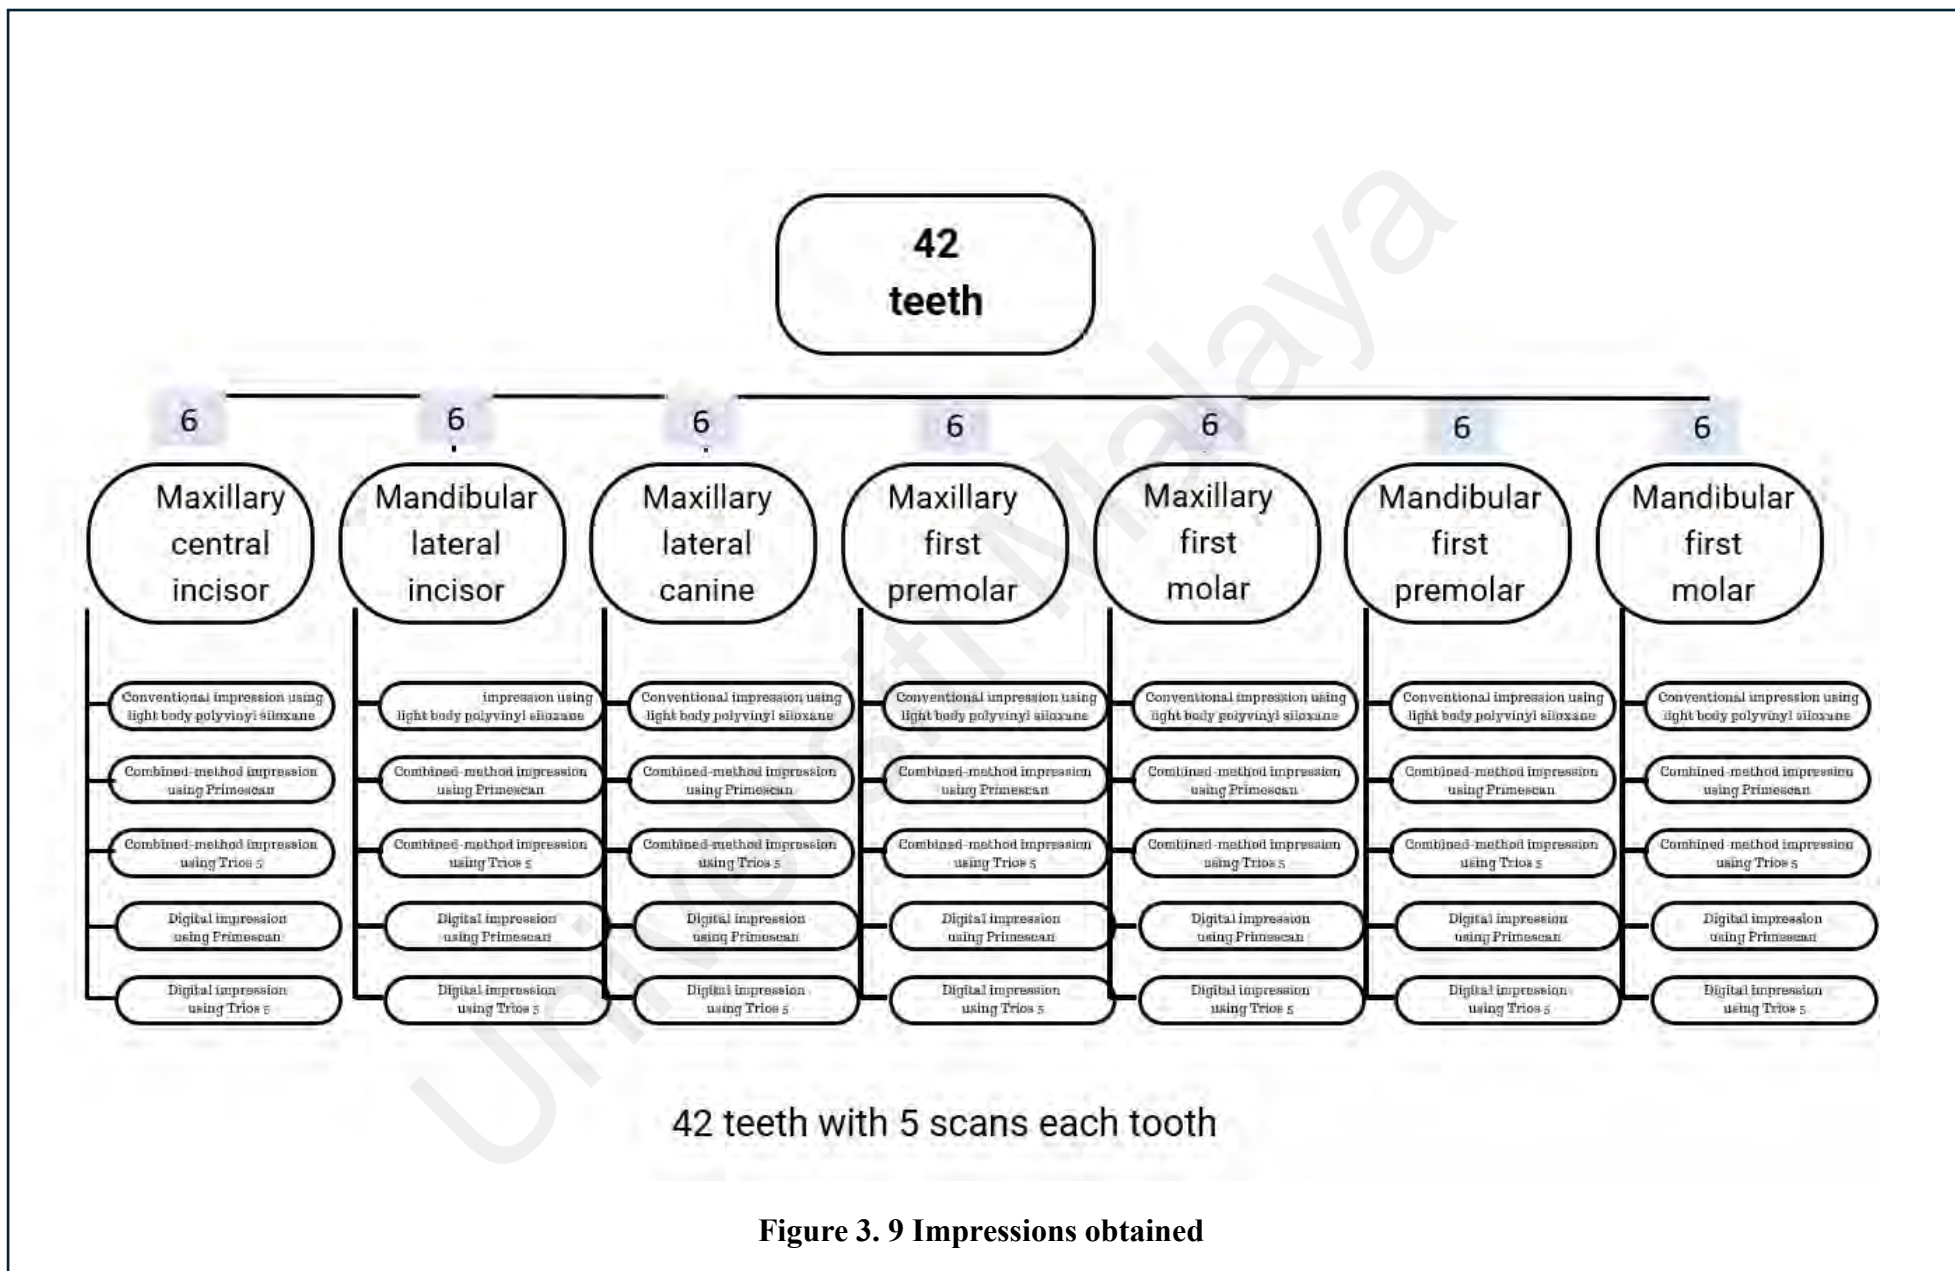 42
teeth
6
6
6
6
6
6
6
Maxillary
central
incisor
Mandibular
lateral
incisor
Maxillary
lateral
canine
Maxillary
first
premolar
Maxillary
first
molar
Mandibular
first
premolar
Mandibular
first
molar
Conventional impression using
light body polyvinyl siloxane
impression using
light body polyvinyl siloxane
Conventional impression using
light body polyvinyl siloxane
Conventional impression using
light body polyvinyl siloxane
Conventional impression using
light body polyvinyl siloxane
Conventional impression using
light body polyvinyl siloxane
Conventional impression using
light body polyvinyl siloxane
Combined-method impression
using Primescan
Combined-method impression
using Primescan
Combined-method impression
using Primescan
Combined-method impression
using Primescan
Combined-method impression
using Primescan
Combined-method impression
using Primescan
Combined-method impression
using Primescan
Combined-method impression
using Trios 5
Combined-method impression
using Trios 5
Combined-method impression
using Trios 5
Combined-method impression
using Trios 5
Combined-method impression
using Trios 5
Combined-method impression
using Trios 5
Combined-method impression
using Trios 5
Digital impression
using Primescan
Digital impression
using Primescan
Digital impression
using Primescan
Digital impression
using Primescan
Digital impression
using Primescan
Digital impression
using Primescan
Digital impression
using Primescan
Digital impression
using Trios 5
Digital impression
using Trios 5
Digital impression
using Trios 5
Digital impression
using Trios 5
Digital impression
using Trios 5
Digital impression
using Trios 5
Digital impression
using Trios 5
42 teeth with 5 scans each tooth
Figure 3. 9 Impressions obtained
Universiti Malaya